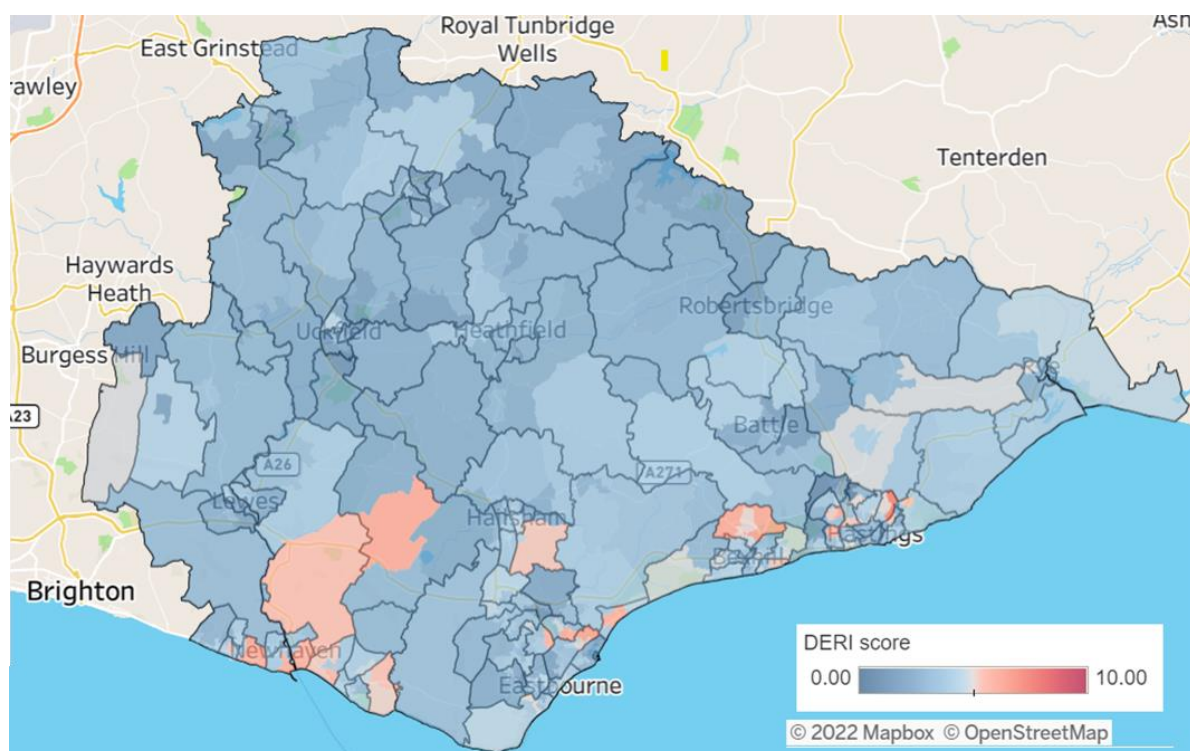 Royal Tunbridge
Wells
East Grinstead
Ash
rawley
Tenterden
Haywards
Heath
Robertsbridge
Uckfield
Heathfield
Burgess Hill
Rye
A23
Battle
A26
A271
Lewes
Hailsham
Hastings
Bexhill
Brighton
Newhaven
Eastbourne
DERI score
0.00
10.00
© 2022 Mapbox © OpenStreetMap